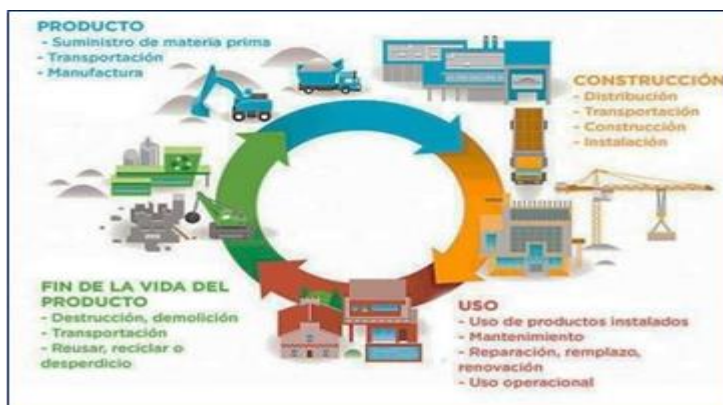 PRODUCTO
- Suministro de materia prima
- Transportación
- Manufactura
CONSTRUCCIÓN
- Distribución
- Transportación
- Construcción
- Instalación
USO
- Uso de productos instalados
- Mantenimiento
- Reparación, remplazo,
renovación
- Uso operacional
FIN DE LA VIDA DEL
PRODUCTO
- Destrucción, demolición
- Transportación
- Reusar, reciclar o
desperdicio